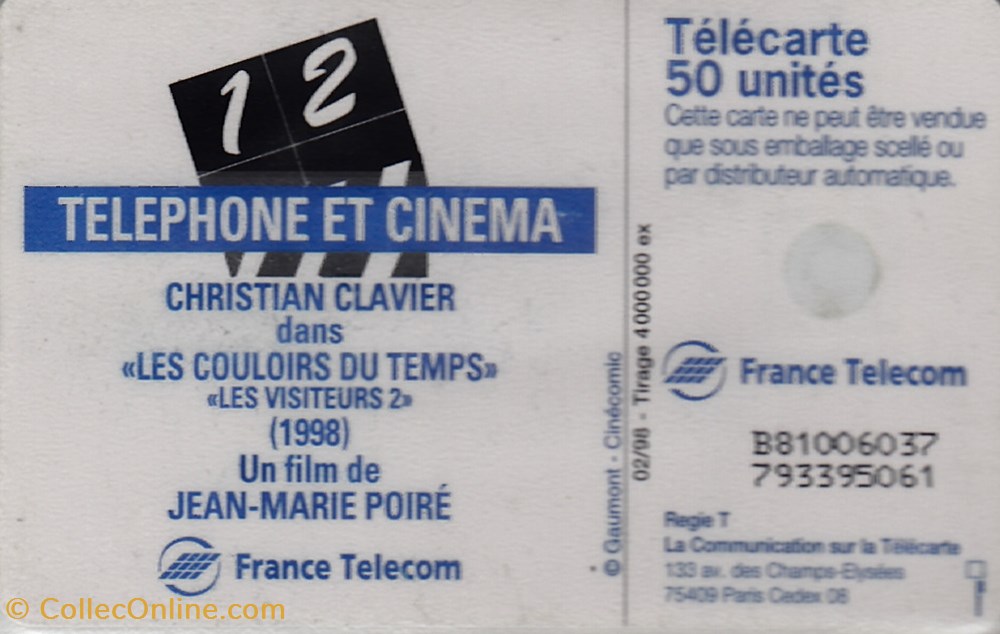 12
TELEPHONE ET CINEMA
CHRISTIAN CLAVIER
dans
«LES COULOIRS DU TEMPS»
«LES VISITEURS 2»
(1998)
Un film de
JEAN-MARIE POIRÉ
France Telecom
© Gaumont - Cinécomic
02/98 - Tirage 4 000 000 ex
Télécarte
50 unités
Cette carte ne peut être vendue
que sous emballage scellé ou
par distributeur automatique.
France Telecom
B81006037
793395061
Regie T
La Communication sur la Télécarte
133 av. des Champs-Elysées
75409 Paris Cedex 08
© CollecOnline.com